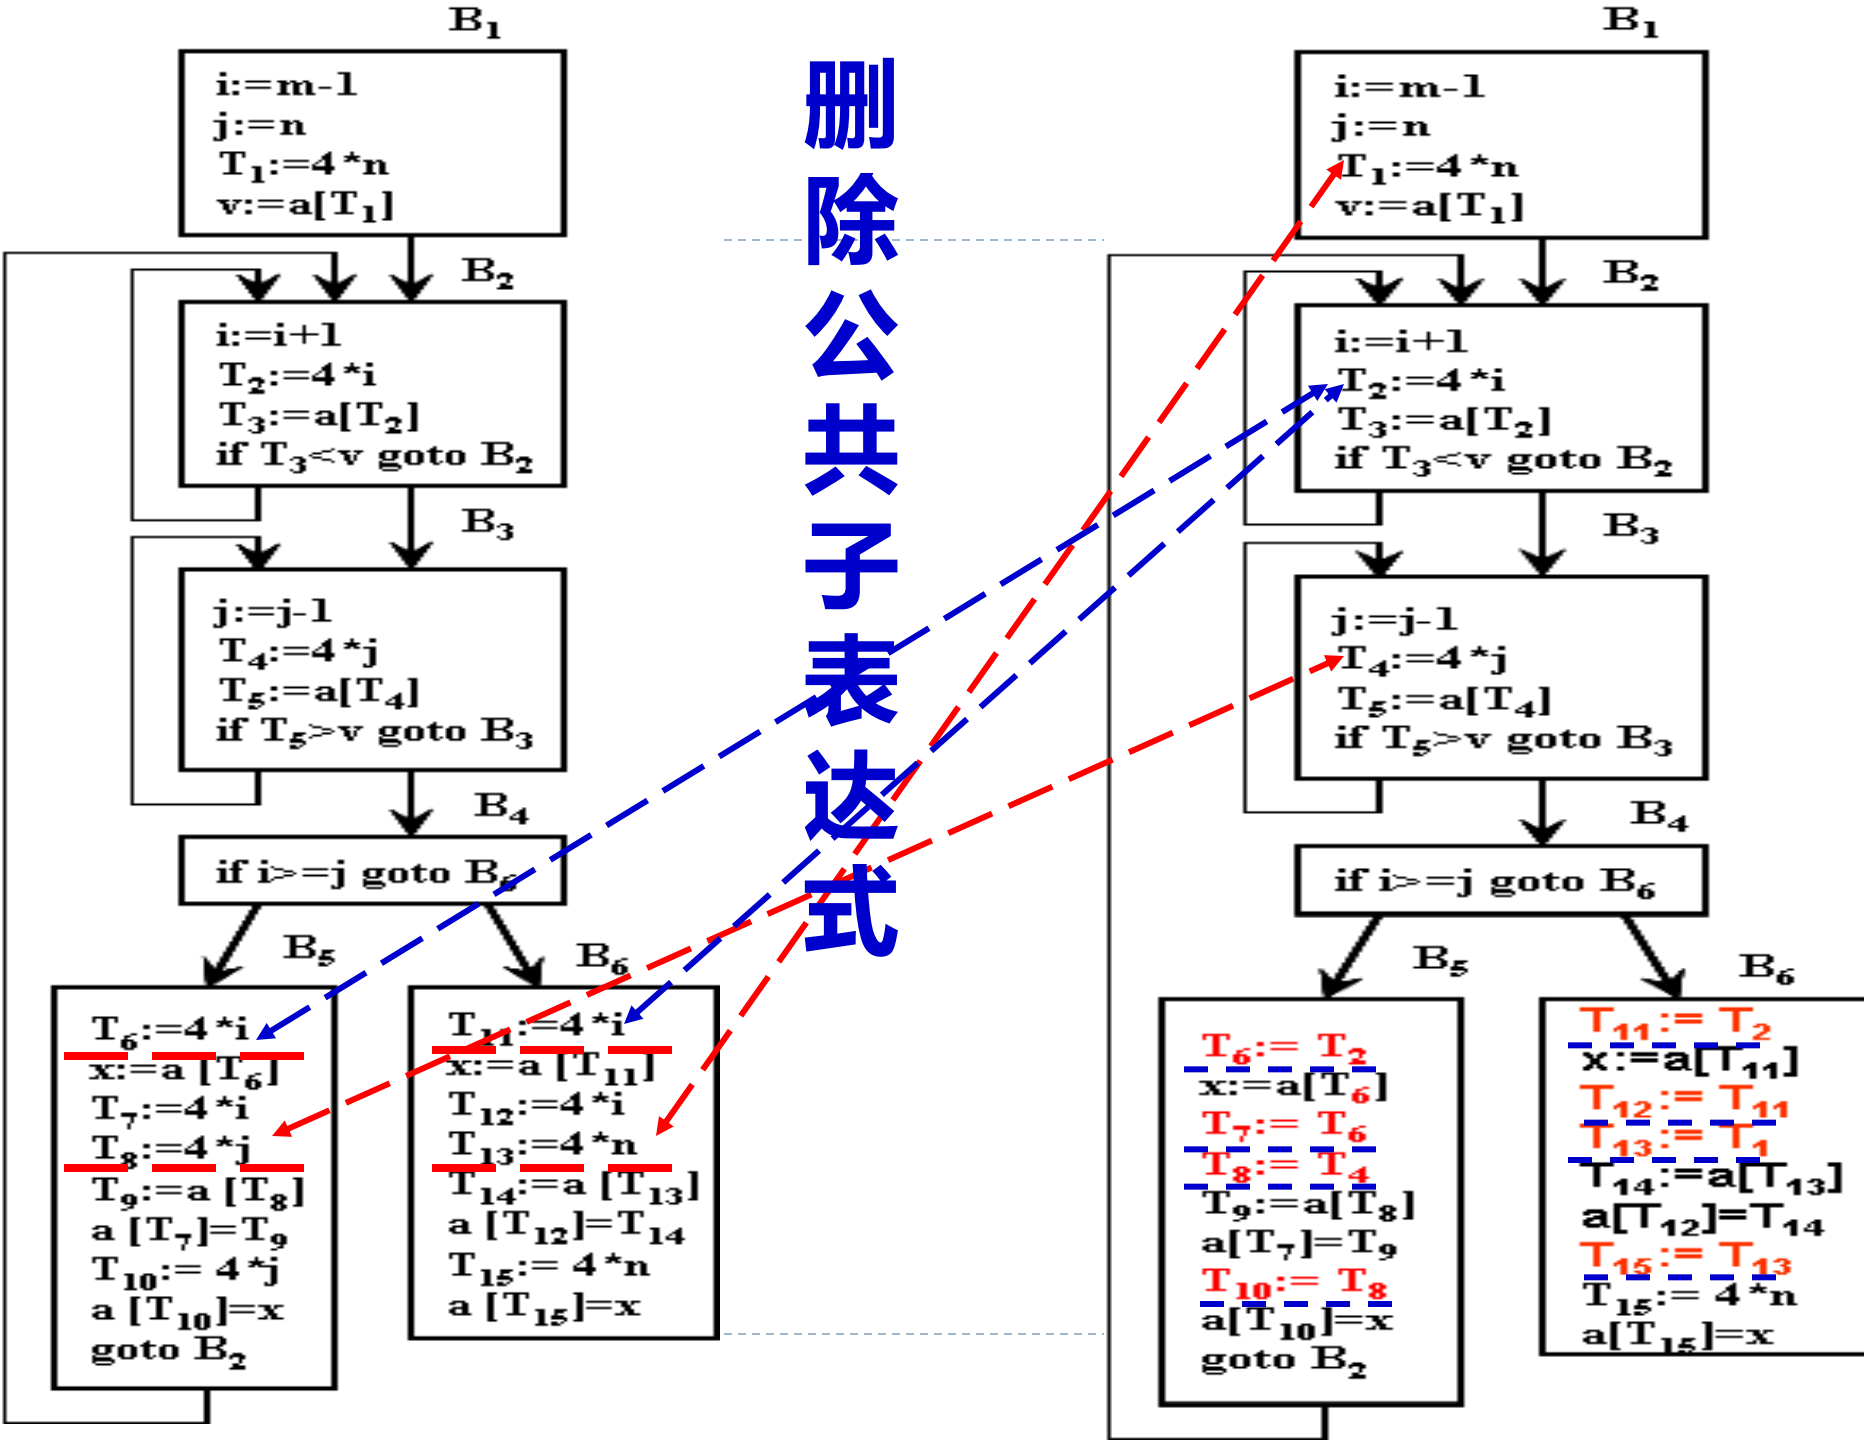 B₁
i:=m-1
j:=n
T₁:=4*n
v:=a[T₁]
B₂
i:=i+1
T₂:=4*i
T₃:=a[T₂]
if T₃<v goto B₂
B₃
j:=j-1
T₄:=4*j
T₅:=a[T₄]
if T₅>v goto B₃
B₄
if i>=j goto B₆
B₅
T₆:=4*i
x:=a [T₆]
T₇:=4*i
T₈:=4*j
T₉:=a [T₈]
a [T₇]=T₉
T₁₀:= 4*j
a [T₁₀]=x
goto B₂
B₆
T₁₁:=4*i
x:=a [T₁₁]
T₁₂:=4*i
T₁₃:=4*n
T₁₄:=a [T₁₃]
a [T₁₂]=T₁₄
T₁₅:= 4*n
a [T₁₅]=x
删除公共子表达式
B₁
i:=m-1
j:=n
T₁:=4*n
v:=a[T₁]
B₂
i:=i+1
T₂:=4*i
T₃:=a[T₂]
if T₃<v goto B₂
B₃
j:=j-1
T₄:=4*j
T₅:=a[T₄]
if T₅>v goto B₃
B₄
if i>=j goto B₆
B₅
T₆:= T₂
x:=a[T₆]
T₇:= T₆
T₈:= T₄
T₉:=a[T₈]
a[T₇]=T₉
T₁₀:= T₈
a[T₁₀]=x
goto B₂
B₆
T₁₁:= T₂
x:=a[T₁₁]
T₁₂:= T₁₁
T₁₃:= T₁
T₁₄:=a[T₁₃]
a[T₁₂]=T₁₄
T₁₅:= T₁₃
T₁₅:= 4*n
a[T₁₅]=x